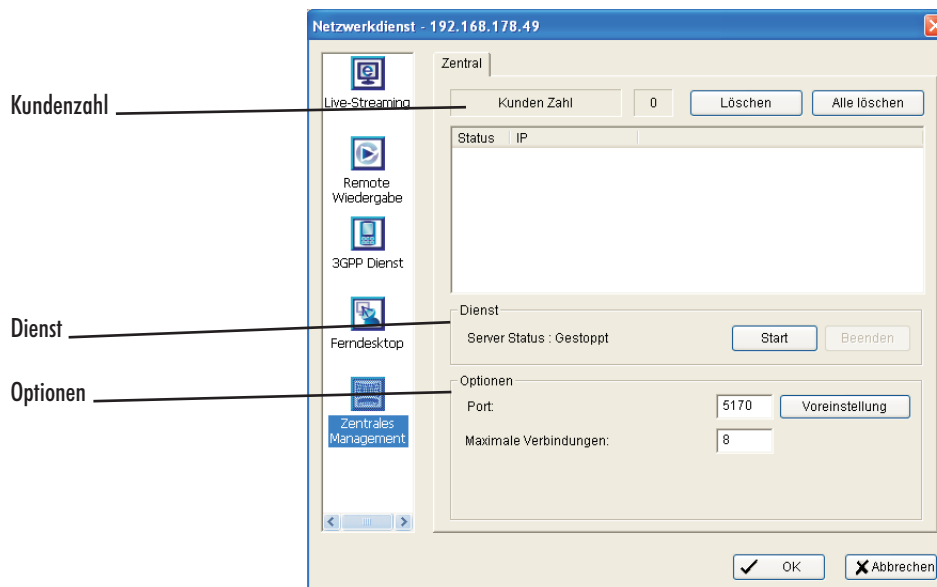 Netzwerkdienst - 192.168.178.49
Kundenzahl
Dienst
Optionen
Live-Streaming
Remote
Wiedergabe
3GPP Dienst
Ferndesktop
Zentrales
Management
Zentral
Kunden Zahl 0 Löschen Alle löschen
Status IP
Dienst
Server Status : Gestoppt Start Beenden
Optionen
Port: 5170 Voreinstellung
Maximale Verbindungen: 8
OK Abbrechen